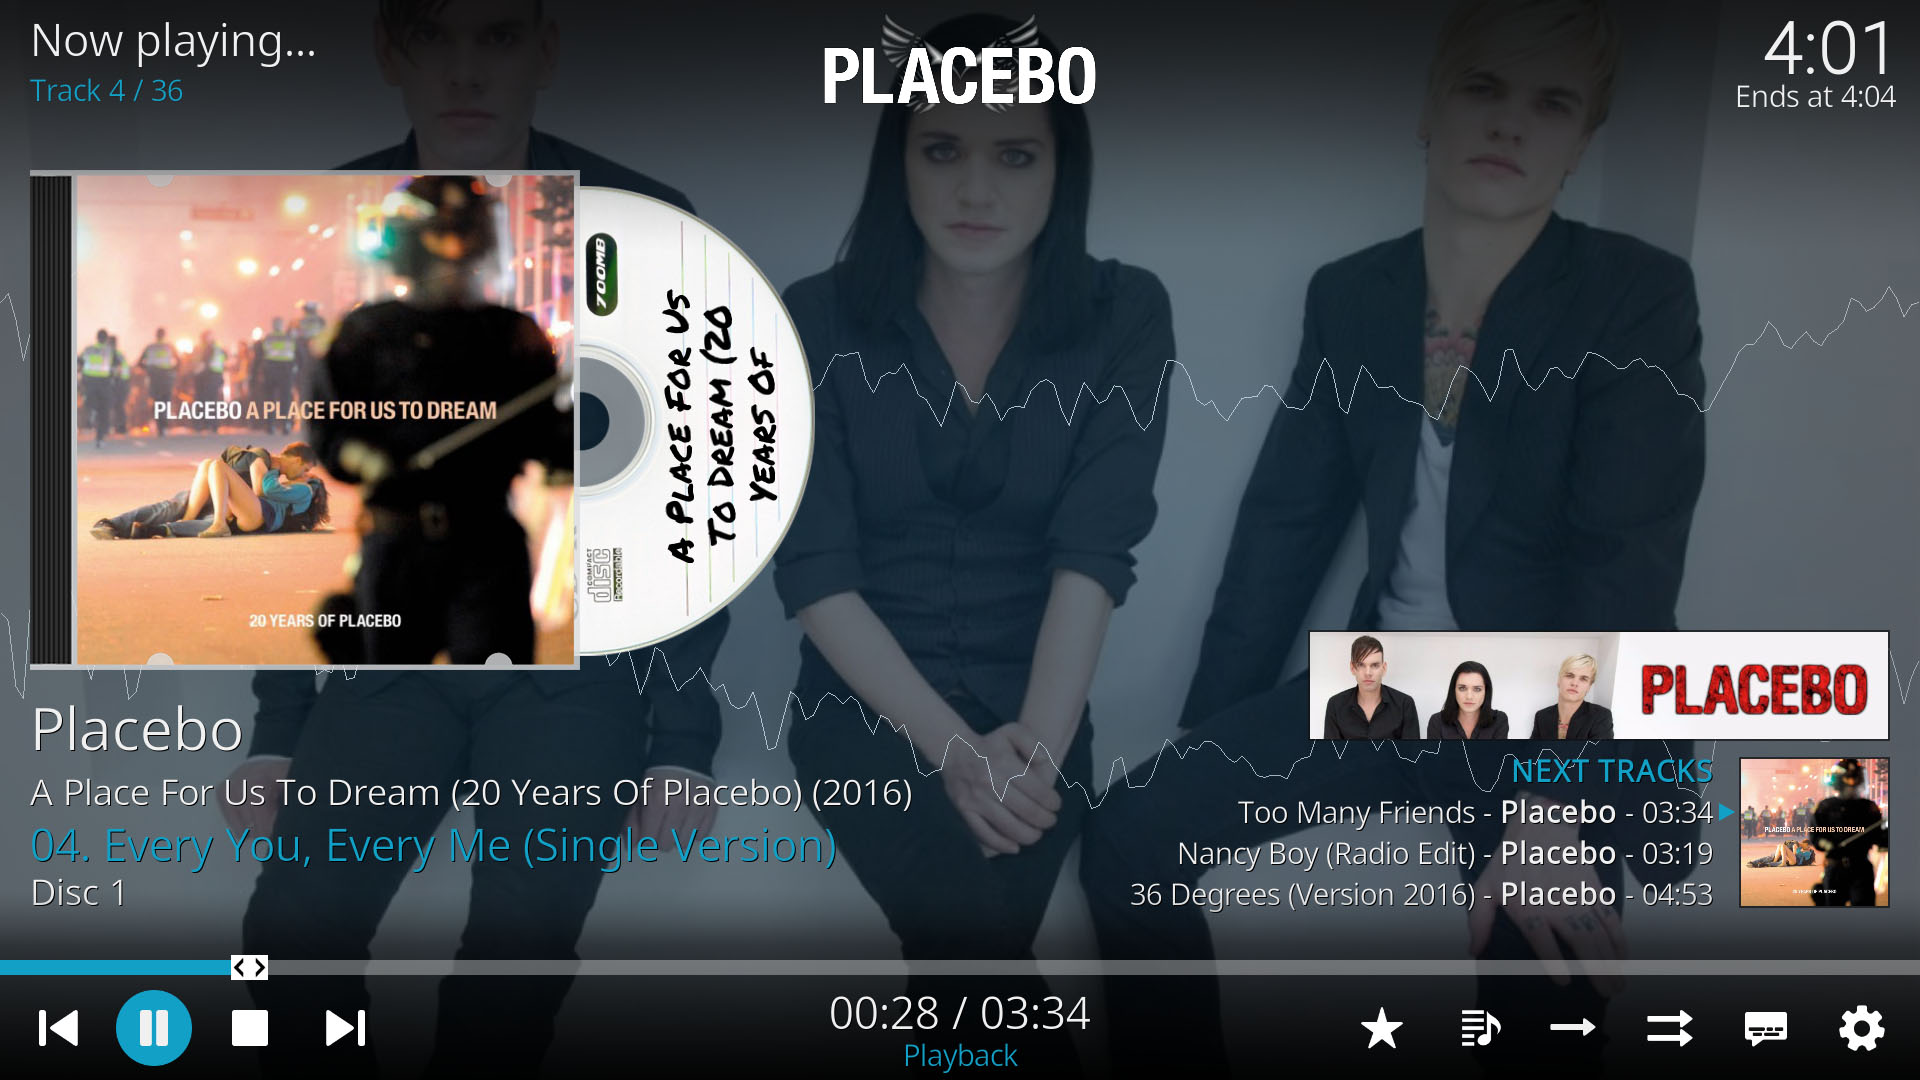 Now playing...
Track 4 / 36
PLACEBO
4:01
Ends at 4:04
PLACEBO A PLACE FOR US TO DREAM
20 YEARS OF PLACEBO
700MB
A PLACE FOR US
TO DREAM (20
YEARS OF
COMPACT
disc
Recordable
PLACEBO
Placebo
A Place For Us To Dream (20 Years Of Placebo) (2016)
04. Every You, Every Me (Single Version)
Disc 1
NEXT TRACKS
Too Many Friends - Placebo - 03:34
Nancy Boy (Radio Edit) - Placebo - 03:19
36 Degrees (Version 2016) - Placebo - 04:53
PLACEBO A PLACE FOR US TO DREAM
20 YEARS OF PLACEBO
00:28 / 03:34
Playback